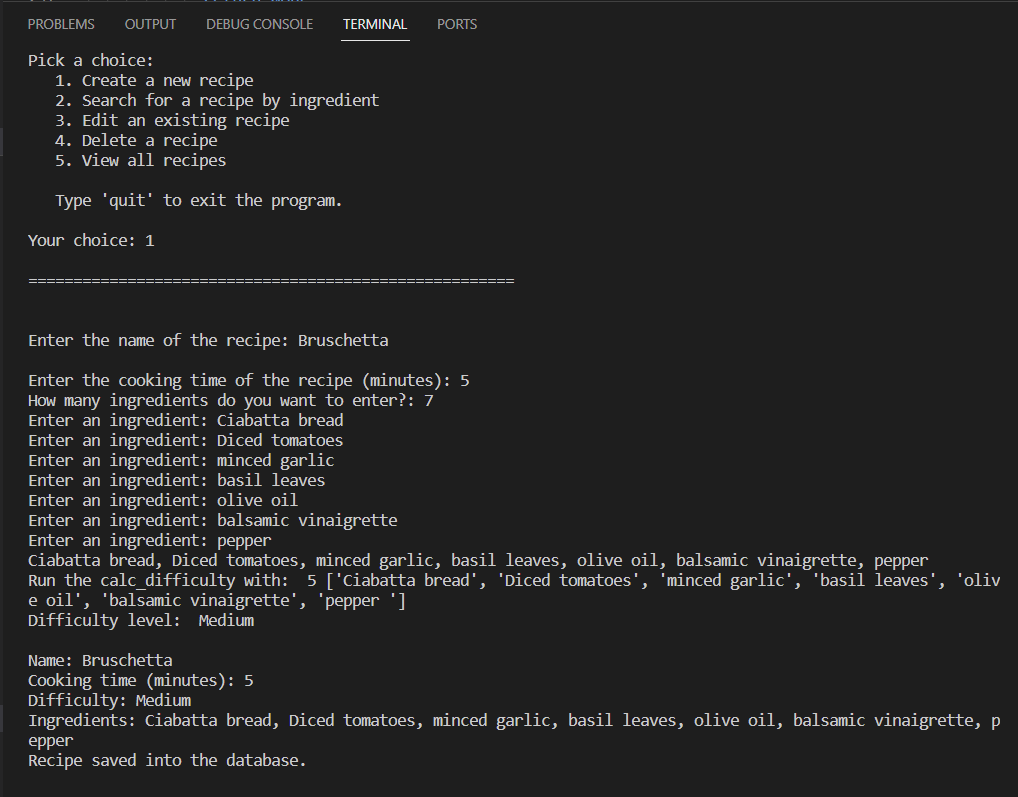 PROBLEMS OUTPUT DEBUG CONSOLE TERMINAL PORTS
Pick a choice:
   1. Create a new recipe
   2. Search for a recipe by ingredient
   3. Edit an existing recipe
   4. Delete a recipe
   5. View all recipes

   Type 'quit' to exit the program.

Your choice: 1

======================================================

Enter the name of the recipe: Bruschetta

Enter the cooking time of the recipe (minutes): 5
How many ingredients do you want to enter?: 7
Enter an ingredient: Ciabatta bread
Enter an ingredient: Diced tomatoes
Enter an ingredient: minced garlic
Enter an ingredient: basil leaves
Enter an ingredient: olive oil
Enter an ingredient: balsamic vinaigrette
Enter an ingredient: pepper
Ciabatta bread, Diced tomatoes, minced garlic, basil leaves, olive oil, balsamic vinaigrette, pepper
Run the calc_difficulty with:  5 ['Ciabatta bread', 'Diced tomatoes', 'minced garlic', 'basil leaves', 'oliv
e oil', 'balsamic vinaigrette', 'pepper ']
Difficulty level:  Medium

Name: Bruschetta
Cooking time (minutes): 5
Difficulty: Medium
Ingredients: Ciabatta bread, Diced tomatoes, minced garlic, basil leaves, olive oil, balsamic vinaigrette, p
epper
Recipe saved into the database.